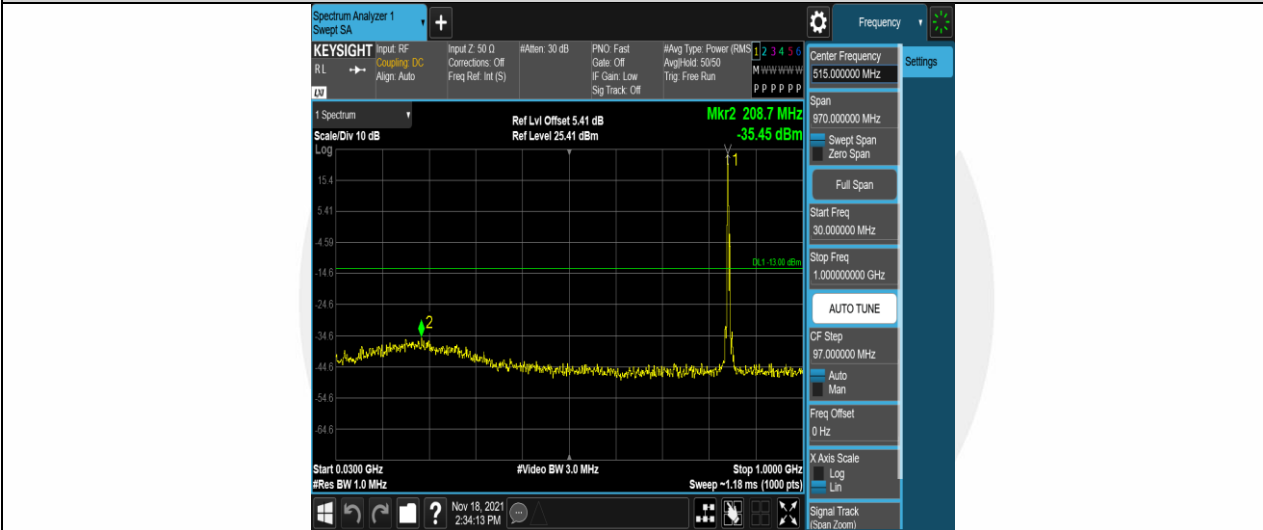 Spectrum Analyzer 1
Swept SA
+
Frequency
KEYSIGHT
RL
LXI
Input: RF
Coupling: DC
Align: Auto
Input Z: 50 Ω
Corrections: Off
Freq Ref: Int (S)
#Atten: 30 dB
PNO: Fast
Gate: Off
IF Gain: Low
Sig Track: Off
#Avg Type: Power (RMS
Avg|Hold: 50/50
Trig: Free Run
1 2 3 4 5 6
M W W W W W
P P P P P P
1 Spectrum
Scale/Div 10 dB
Log
Ref Lvl Offset 5.41 dB
Ref Level 25.41 dBm
Mkr2 208.7 MHz
-35.45 dBm
1
15.4
5.41
-4.59
DL1 -13.00 dBm
-14.6
-24.6
2
-34.6
-44.6
-54.6
-64.6
Start 0.0300 GHz
#Res BW 1.0 MHz
#Video BW 3.0 MHz
Stop 1.0000 GHz
Sweep ~1.18 ms (1000 pts)
?
Nov 18, 2021
2:34:13 PM
Center Frequency
515.000000 MHz
Span
970.000000 MHz
Swept Span
Zero Span
Full Span
Start Freq
30.000000 MHz
Stop Freq
1.000000000 GHz
AUTO TUNE
CF Step
97.000000 MHz
Auto
Man
Freq Offset
0 Hz
X Axis Scale
Log
Lin
Signal Track
(Span Zoom)
Settings